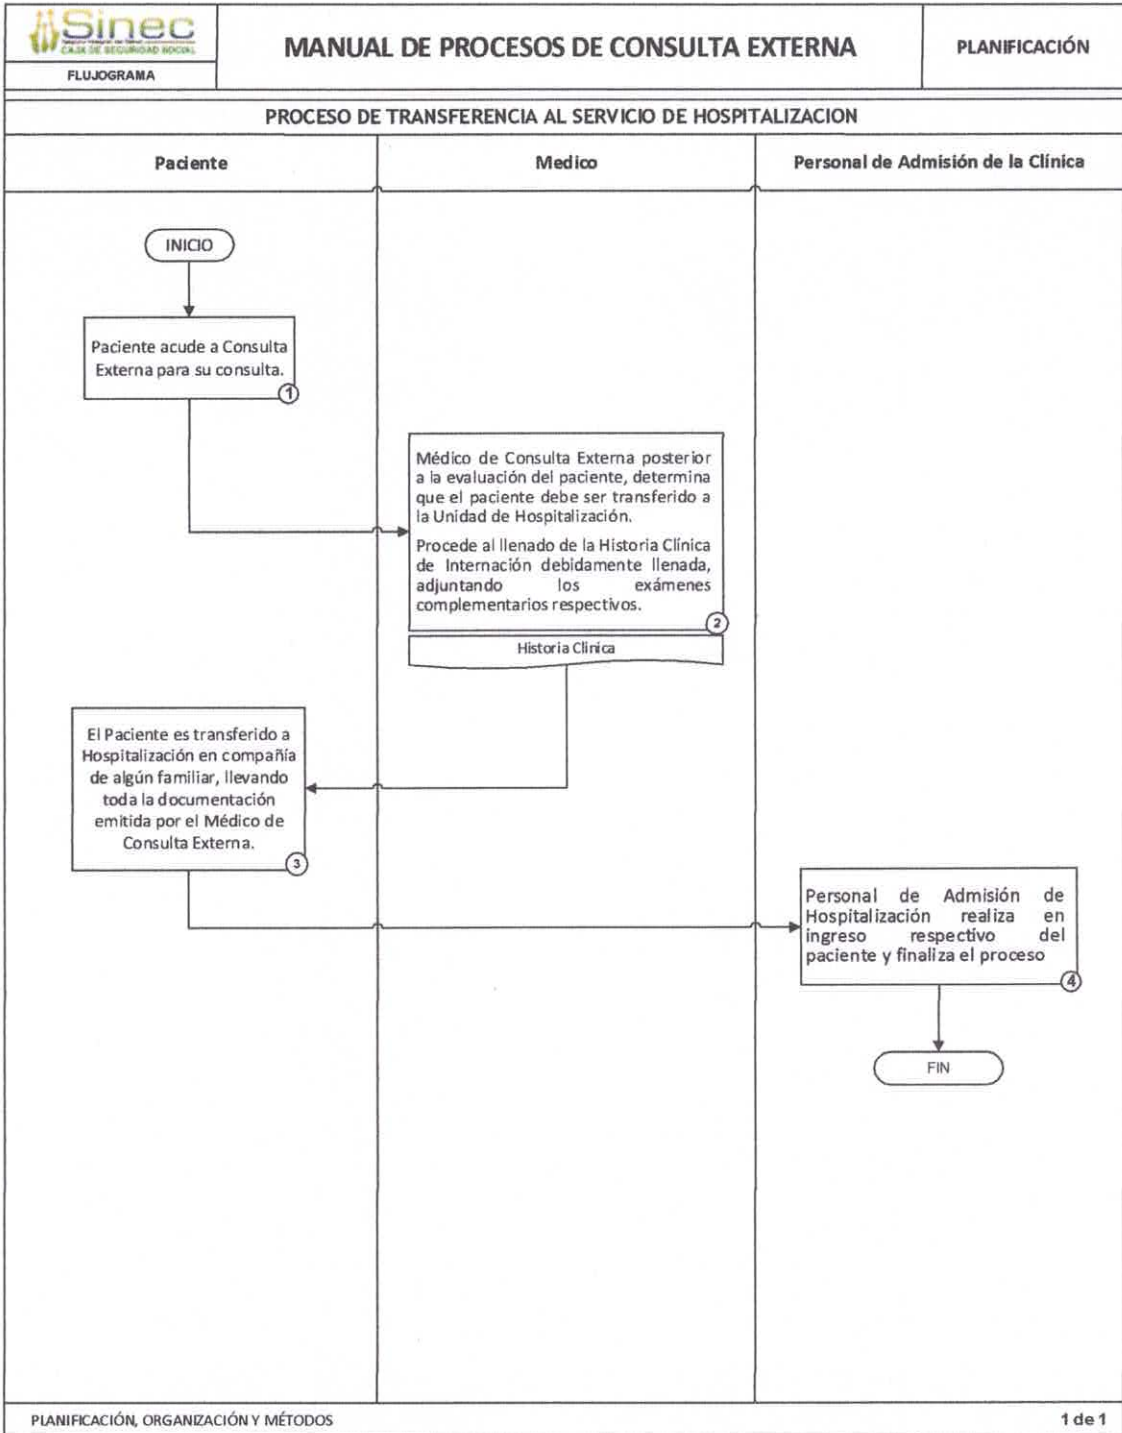 Sinec
CAJA DE SEGURIDAD SOCIAL
FLUJOGRAMA
MANUAL DE PROCESOS DE CONSULTA EXTERNA
PLANIFICACIÓN
PROCESO DE TRANSFERENCIA AL SERVICIO DE HOSPITALIZACION
Paciente
Medico
Personal de Admisión de la Clínica
INICIO
Paciente acude a Consulta
Externa para su consulta.
1
Médico de Consulta Externa posterior
a la evaluación del paciente, determina
que el paciente debe ser transferido a
la Unidad de Hospitalización.
Procede al llenado de la Historia Clínica
de Internación debidamente llenada,
adjuntando los exámenes
complementarios respectivos.
2
Historia Clinica
El Paciente es transferido a
Hospitalización en compañía
de algún familiar, llevando
toda la documentación
emitida por el Médico de
Consulta Externa.
3
Personal de Admisión de
Hospitalización realiza en
ingreso respectivo del
paciente y finaliza el proceso
4
FIN
PLANIFICACIÓN, ORGANIZACIÓN Y MÉTODOS
1 de 1